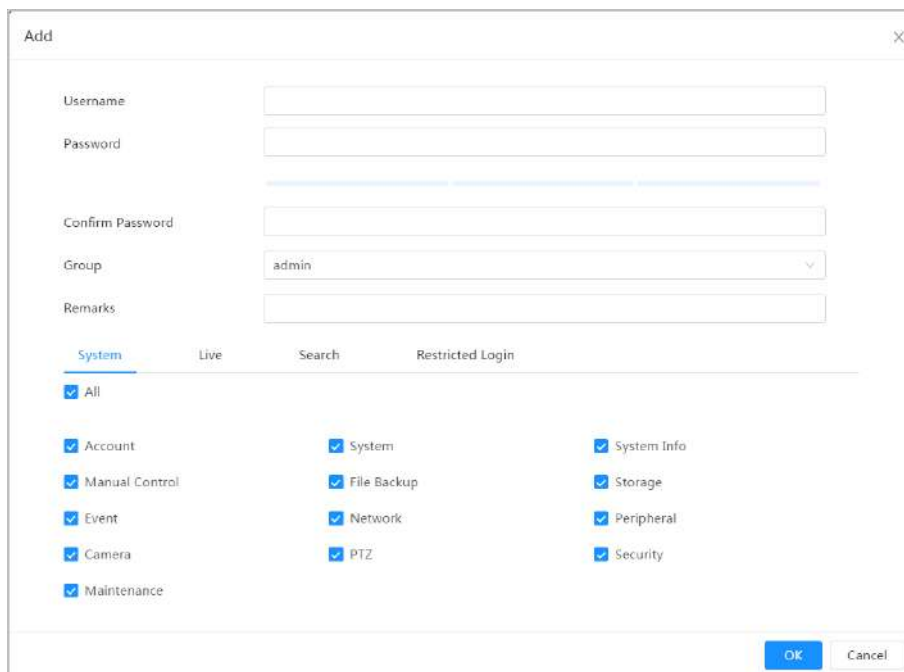 Add
Username
Password
Confirm Password
Group admin
Remarks
System Live Search Restricted Login
All
Account System System Info
Manual Control File Backup Storage
Event Network Peripheral
Camera PTZ Security
Maintenance
OK Cancel